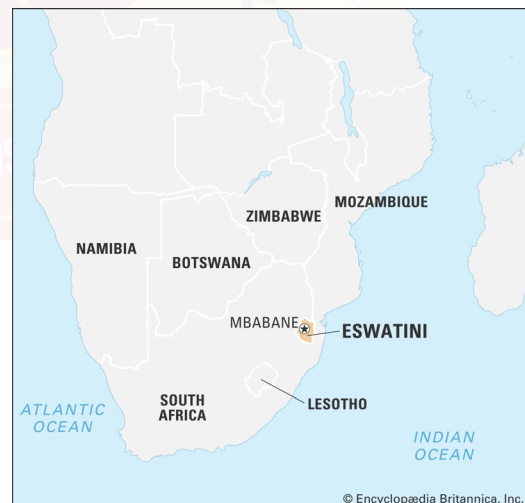 MOZAMBIQUE
ZIMBABWE
NAMIBIA
BOTSWANA
MBABANE
ESWATINI
SOUTH
AFRICA
LESOTHO
ATLANTIC
OCEAN
INDIAN
OCEAN
© Encyclopædia Britannica, Inc.